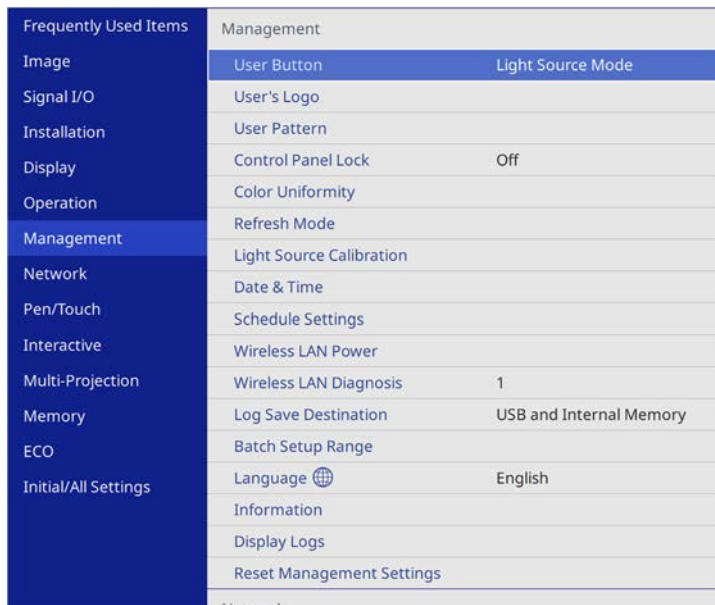 Frequently Used Items
Image
Signal I/O
Installation
Display
Operation
Management
Network
Pen/Touch
Interactive
Multi-Projection
Memory
ECO
Initial/All Settings
Management
User Button Light Source Mode
User's Logo
User Pattern
Control Panel Lock Off
Color Uniformity
Refresh Mode
Light Source Calibration
Date & Time
Schedule Settings
Wireless LAN Power
Wireless LAN Diagnosis 1
Log Save Destination USB and Internal Memory
Batch Setup Range
Language English
Information
Display Logs
Reset Management Settings